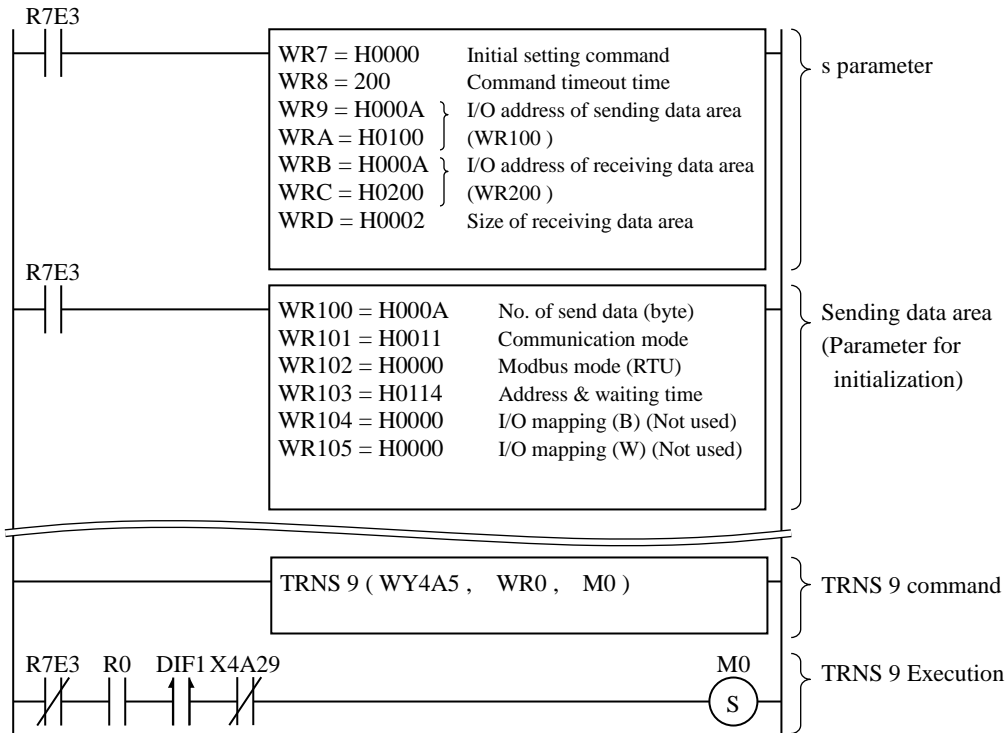 R7E3
WR7 = H0000 Initial setting command
WR8 = 200 Command timeout time
WR9 = H000A I/O address of sending data area
WRA = H0100 (WR100 )
WRB = H000A I/O address of receiving data area
WRC = H0200 (WR200 )
WRD = H0002 Size of receiving data area
s parameter
R7E3
WR100 = H000A No. of send data (byte)
WR101 = H0011 Communication mode
WR102 = H0000 Modbus mode (RTU)
WR103 = H0114 Address & waiting time
WR104 = H0000 I/O mapping (B) (Not used)
WR105 = H0000 I/O mapping (W) (Not used)
Sending data area
(Parameter for
initialization)
TRNS 9 ( WY4A5 , WR0 , M0 )
TRNS 9 command
R7E3 R0 DIF1 X4A29 M0
S
TRNS 9 Execution